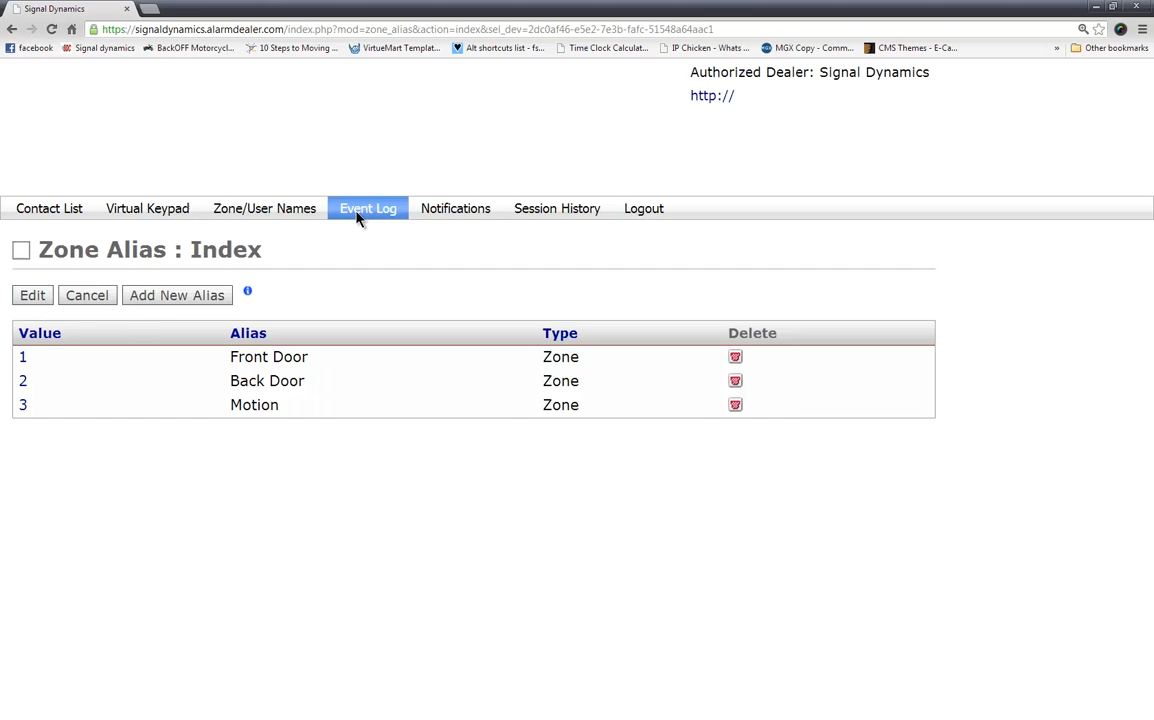 Signal Dynamics
https://signaldynamics.alarmdealer.com/index.php?mod=zone_alias&action=index&sel_dev=2dc0af46-e5e2-7e3b-fafc-51548a64aac1
facebook Signal dynamics BackOFF Motorcycl... 10 Steps to Moving ... VirtueMart Templat... Alt shortcuts list - fs... Time Clock Calculat... IP Chicken - Whats ... MGX Copy - Comm... CMS Themes - E-Ca... » Other bookmarks
Authorized Dealer: Signal Dynamics
http://
Contact List Virtual Keypad Zone/User Names Event Log Notifications Session History Logout
Zone Alias : Index
Edit Cancel Add New Alias
Value Alias Type Delete
1 Front Door Zone
2 Back Door Zone
3 Motion Zone